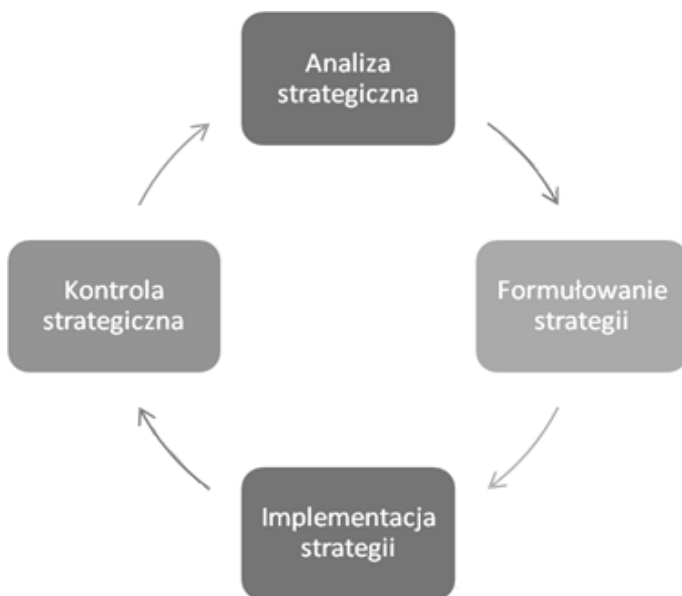 Analiza
strategiczna
Formułowanie
strategii
Implementacja
strategii
Kontrola
strategiczna